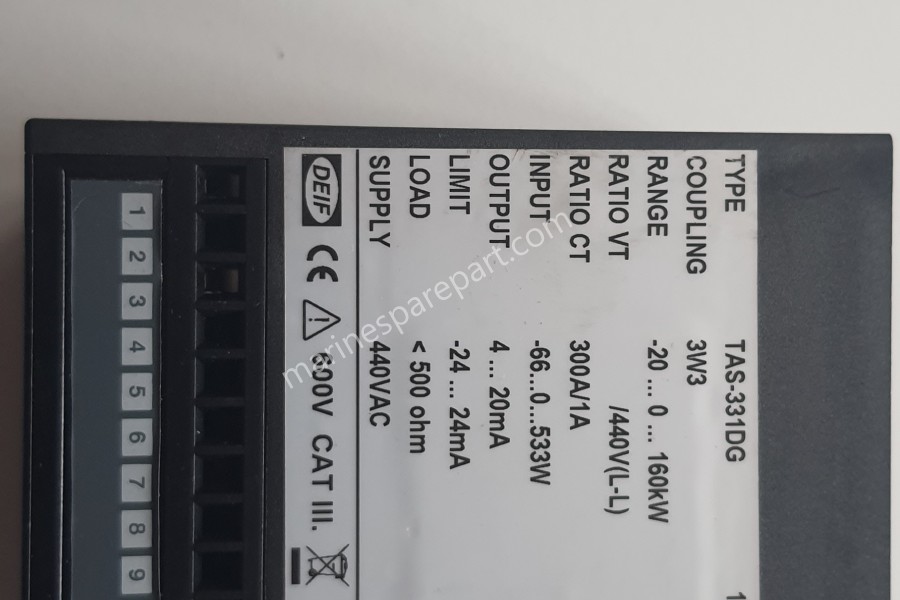 TYPE TAS-331DG 1
COUPLING 3W3
RANGE -20 ... 0 ... 160kW
RATIO VT /440V(L-L)
RATIO CT 300A/1A
INPUT -66...0...533W
OUTPUT 4 ... 20mA
LIMIT -24 ... 24mA
LOAD < 500 ohm
SUPPLY 440VAC
DEIF CE 600V CAT III.
1 2 3 4 5 6 7 8 9
marinesparepart.com